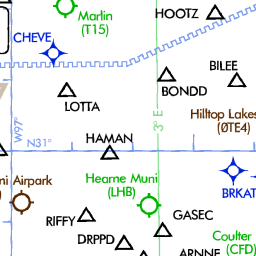 HOOTZ
Marlin
(T15)
CHEVE
BILEE
BONDD
LOTTA
Hilltop Lakes
(ØTE4)
3° E
W97°
N31°
HAMAN
Hearne Muni
(LHB)
BRKAT
ni Airpark
RIFFY
GASEC
DRPPD
Coulter
(CFD)
ARNNE